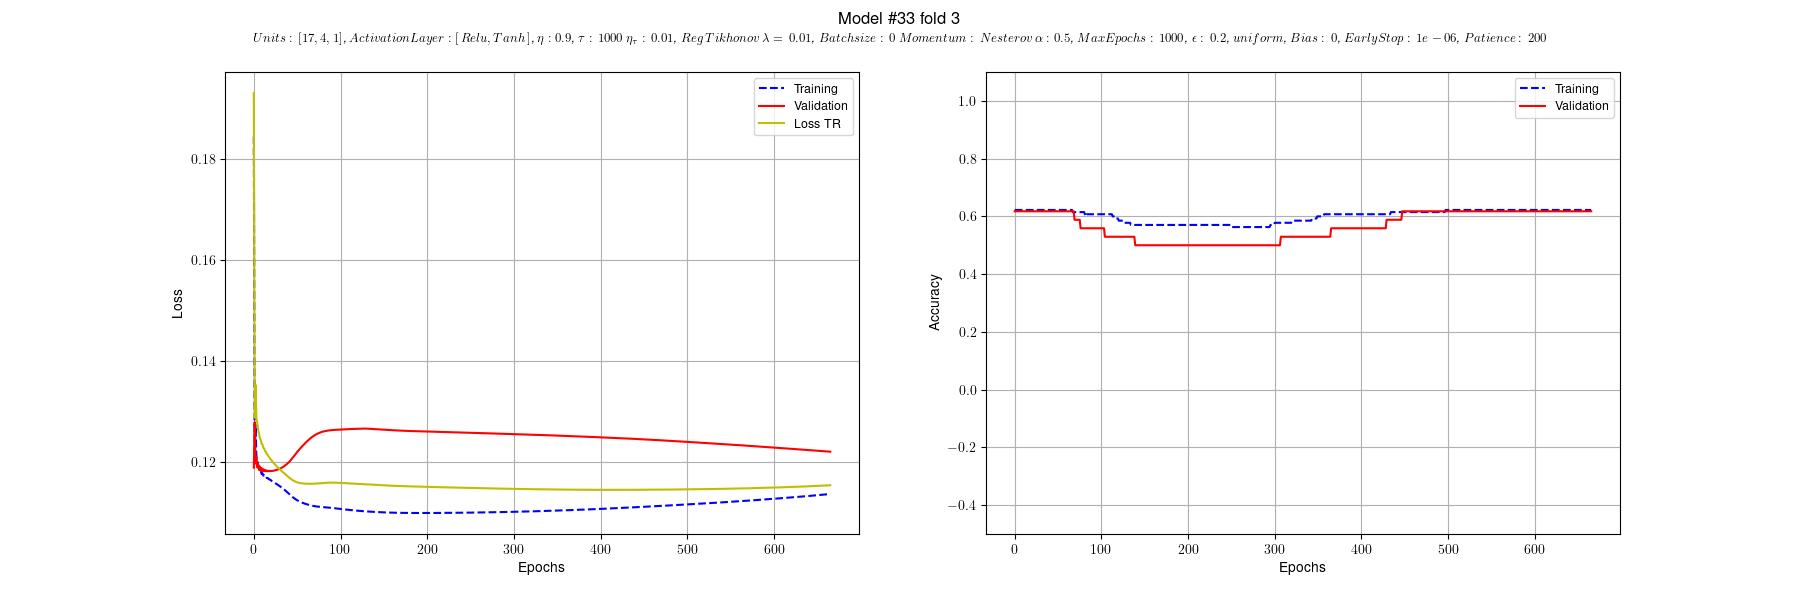 Model #33 fold 3
Units : [17, 4, 1], ActivationLayer : [Relu, Tanh], η : 0.9, τ : 1000 ητ : 0.01, RegTikhonov λ = 0.01, Batchsize : 0 Momentum : Nesterov α : 0.5, MaxEpochs : 1000, ϵ : 0.2, uniform, Bias : 0, EarlyStop : 1e − 06, Patience : 200
Training
Validation
Loss TR
0.18
0.16
0.14
0.12
Loss
0 100 200 300 400 500 600
Epochs
Training
Validation
1.0
0.8
0.6
0.4
0.2
0.0
−0.2
−0.4
Accuracy
0 100 200 300 400 500 600
Epochs